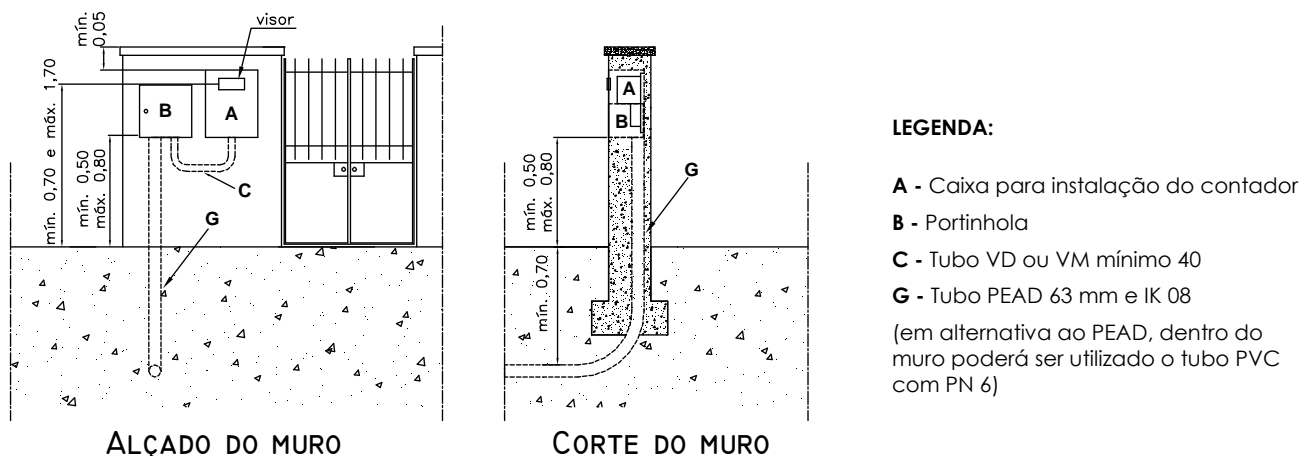 mín.
0,05
visor
mín. 0,70 e máx. 1,70
mín. 0,50
máx. 0,80
B
A
C
G
ALÇADO DO MURO
A
B
mín. 0,50
máx. 0,80
G
mín. 0,70
CORTE DO MURO
LEGENDA:
A - Caixa para instalação do contador
B - Portinhola
C - Tubo VD ou VM mínimo 40
G - Tubo PEAD 63 mm e IK 08
(em alternativa ao PEAD, dentro do
muro poderá ser utilizado o tubo PVC
com PN 6)